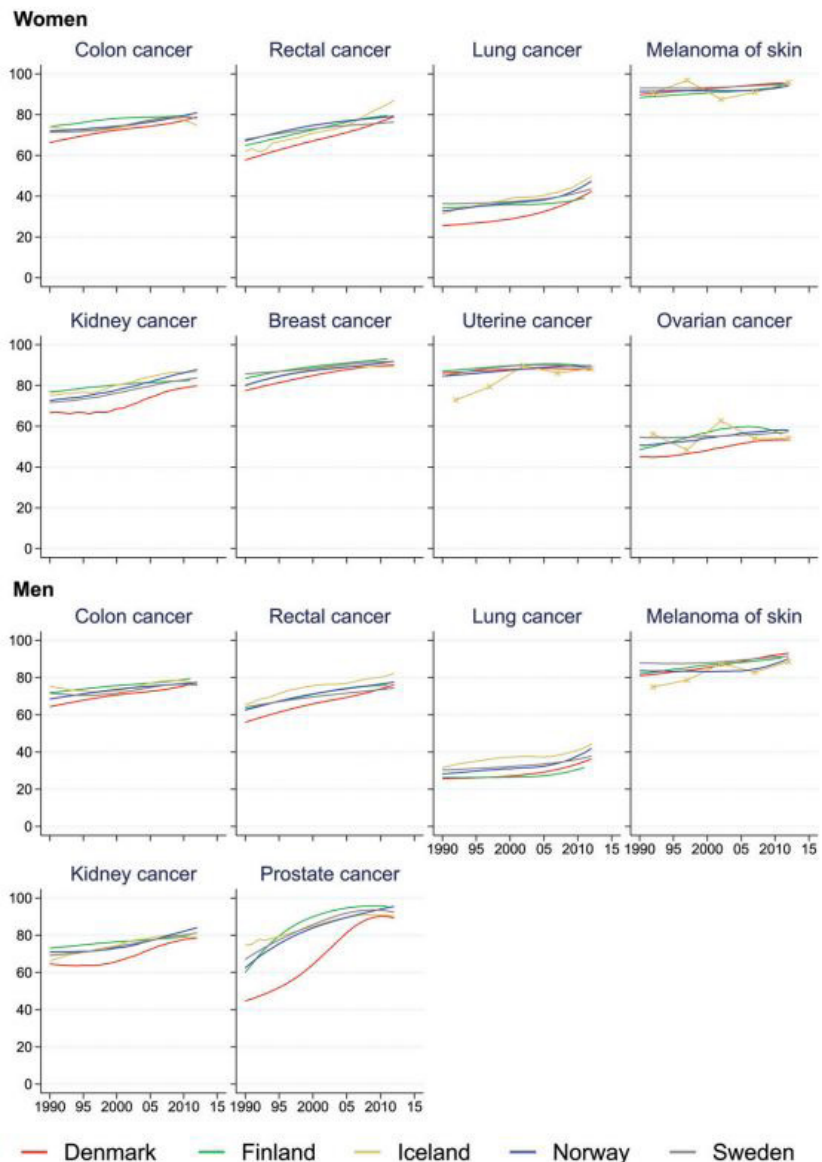 Women
Colon cancer Rectal cancer Lung cancer Melanoma of skin
100
80
60
40
20
0
Kidney cancer Breast cancer Uterine cancer Ovarian cancer
100
80
60
40
20
0
Men
Colon cancer Rectal cancer Lung cancer Melanoma of skin
100
80
60
40
20
0
1990 95 2000 05 2010 15 1990 95 2000 05 2010 15
Kidney cancer Prostate cancer
100
80
60
40
20
0
1990 95 2000 05 2010 15 1990 95 2000 05 2010 15
Denmark Finland Iceland Norway Sweden